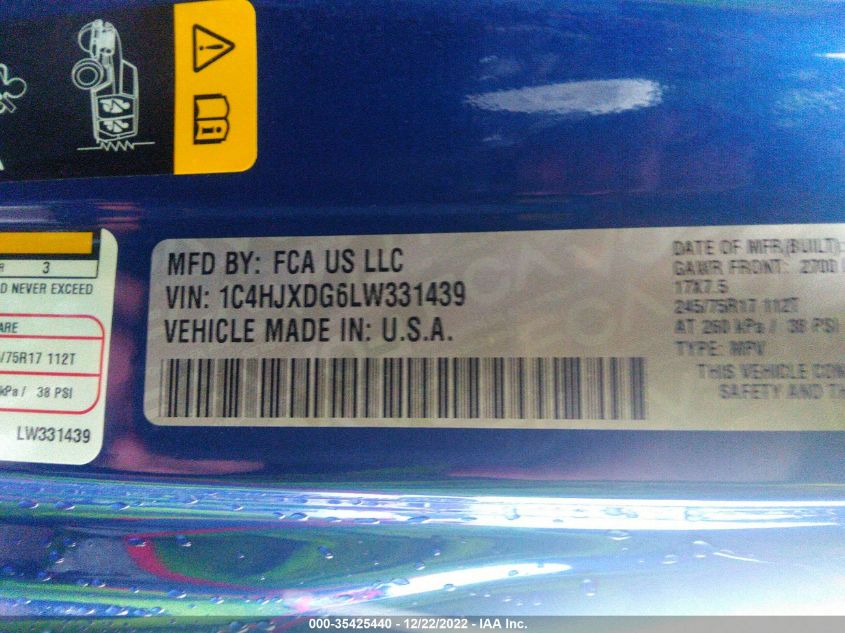 MFD BY: FCA US LLC
VIN: 1C4HJXDG6LW331439
VEHICLE MADE IN: U.S.A.
DATE OF MFR(BUILT):
GAWR FRONT: 2700
17X7.5
245/75R17 112T
AT 260 kPa / 38 PSI
TYPE: MPV
THIS VEHICLE CON
SAFETY AND TH
3
D NEVER EXCEED
ARE
/75R17 112T
kPa / 38 PSI
LW331439
000-35425440 - 12/22/2022 - IAA Inc.